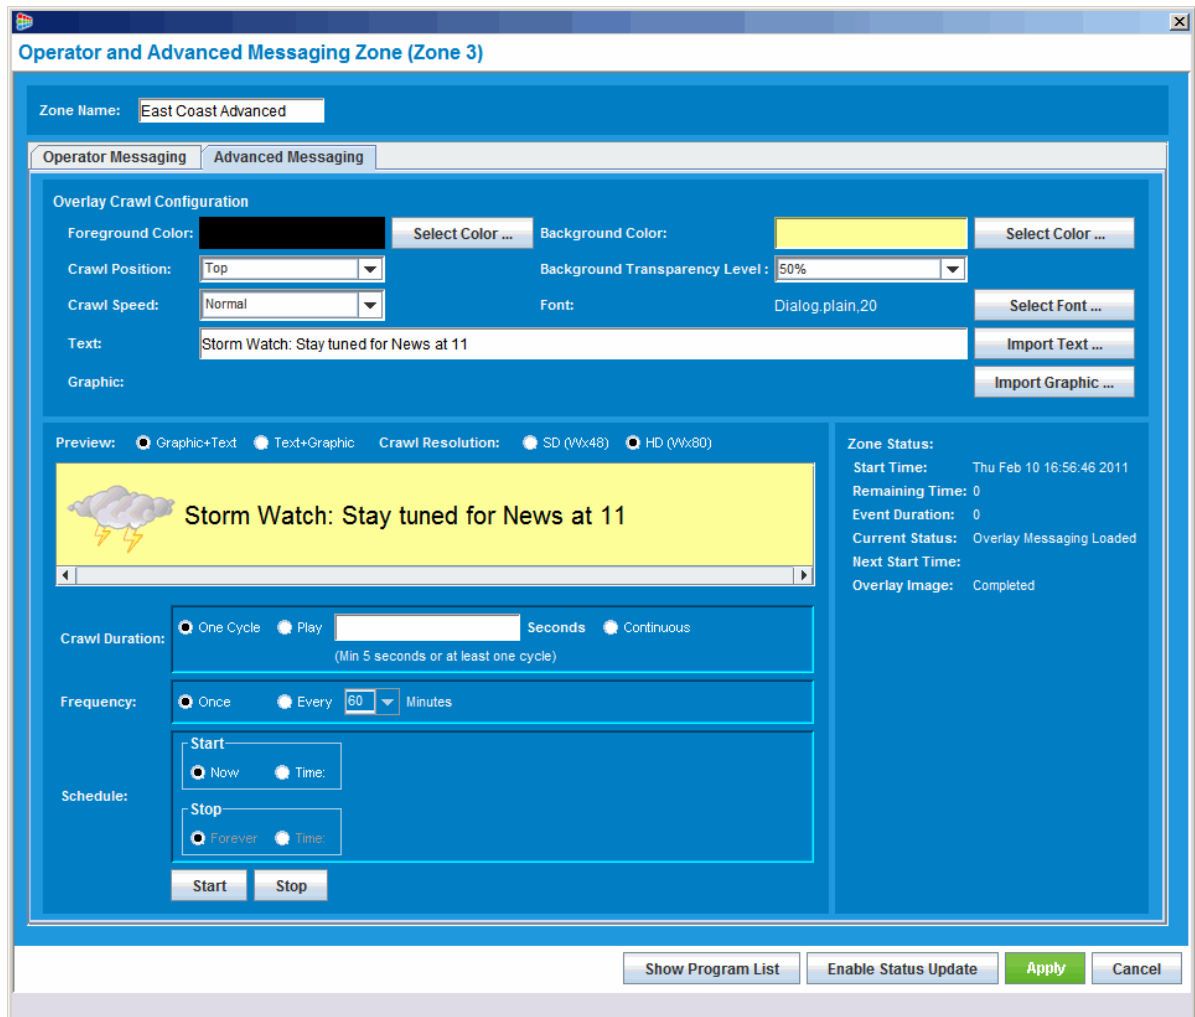 Operator and Advanced Messaging Zone (Zone 3)
Zone Name: East Coast Advanced
Operator Messaging Advanced Messaging
Overlay Crawl Configuration
Foreground Color: Select Color ... Background Color: Select Color ...
Crawl Position: Top Background Transparency Level : 50%
Crawl Speed: Normal Font: Dialog.plain,20 Select Font ...
Text: Storm Watch: Stay tuned for News at 11 Import Text ...
Graphic: Import Graphic ...
Preview: Graphic+Text Text+Graphic Crawl Resolution: SD (Wx48) HD (Wx80)
Storm Watch: Stay tuned for News at 11
Crawl Duration: One Cycle Play Seconds Continuous
(Min 5 seconds or at least one cycle)
Frequency: Once Every 60 Minutes
Schedule:
Start
Now Time:
Stop
Forever Time:
Start Stop
Zone Status:
Start Time: Thu Feb 10 16:56:46 2011
Remaining Time: 0
Event Duration: 0
Current Status: Overlay Messaging Loaded
Next Start Time:
Overlay Image: Completed
Show Program List Enable Status Update Apply Cancel